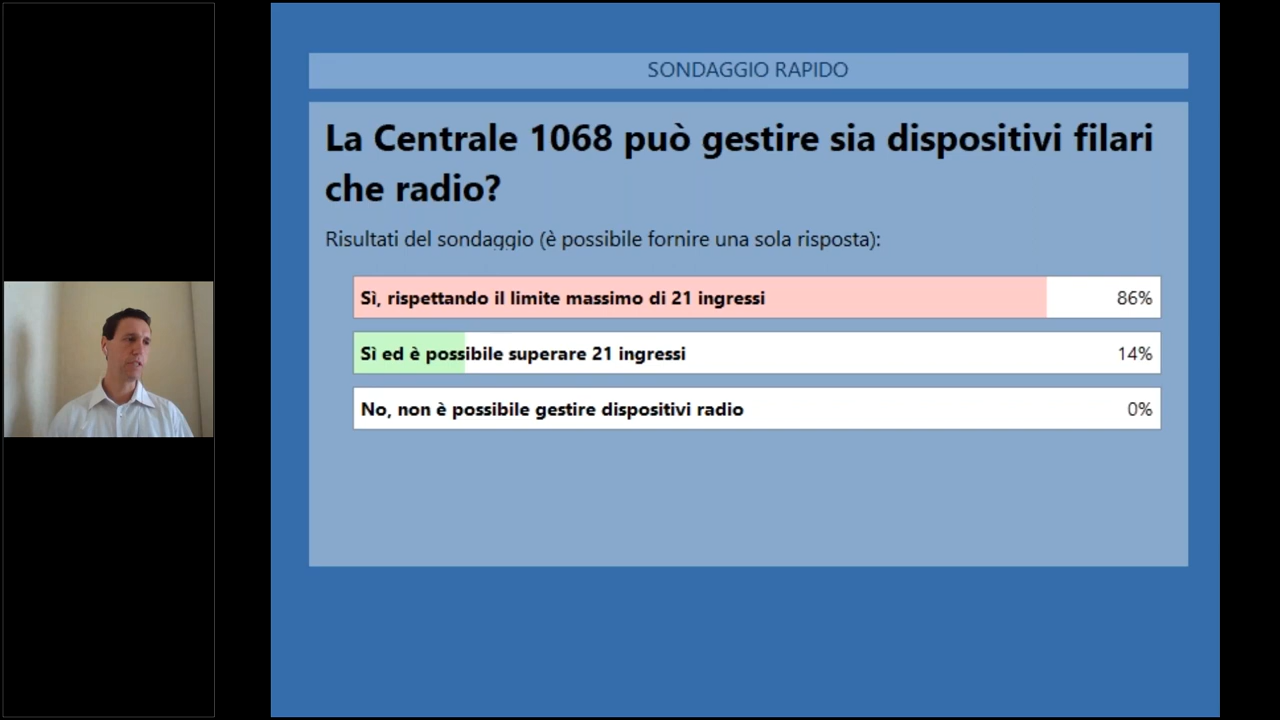 SONDAGGIO RAPIDO
La Centrale 1068 può gestire sia dispositivi filari
che radio?
Risultati del sondaggio (è possibile fornire una sola risposta):
Sì, rispettando il limite massimo di 21 ingressi 86%
Sì ed è possibile superare 21 ingressi 14%
No, non è possibile gestire dispositivi radio 0%